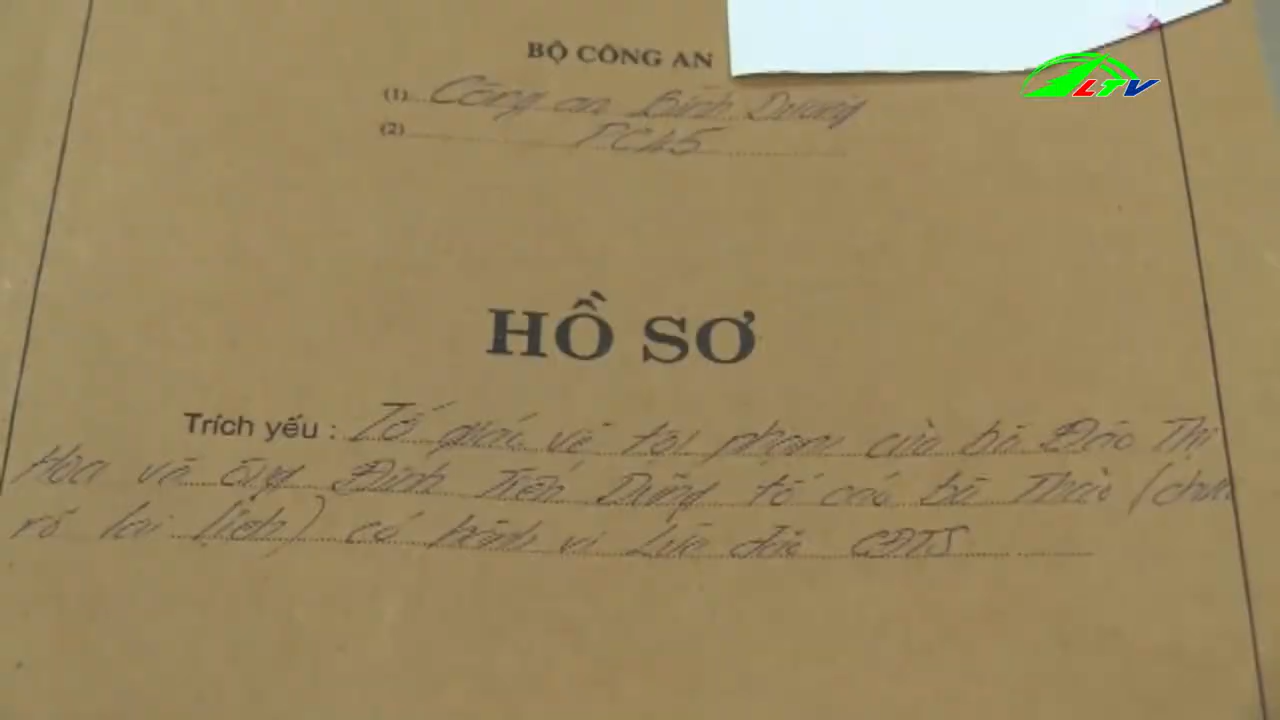 BỘ CÔNG AN
LTV
(1) Công an Bình Dương
(2) PC45
HỒ SƠ
Trích yếu : Tố giác về tội phạm của bà Đào Thị
Hoa và ông Đinh Tiến Dũng tố cáo bà Thảo (chưa
rõ lai lịch) có hành vi Lừa đảo CĐTS